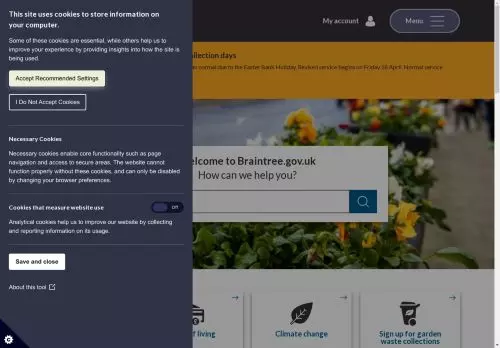 This site uses cookies to store information on
your computer.
Some of these cookies are essential, while others help us to
improve your experience by providing insights into how the site is
being used.
Accept Recommended Settings
I Do Not Accept Cookies
Necessary Cookies
Necessary cookies enable core functionality such as page
navigation and access to secure areas. The website cannot
function properly without these cookies, and can only be disabled
by changing your browser preferences.
Cookies that measure website use
on
Analytical cookies help us to improve our website by collecting
and reporting information on its usage.
Save and close
About this tool
My account
Menu
llection days
normal due to the Easter Bank Holiday. Revised service begins on Friday 18 April. Normal service
elcome to Braintree.gov.uk
How can we help you?
f living
Climate change
Sign up for garden
waste collections